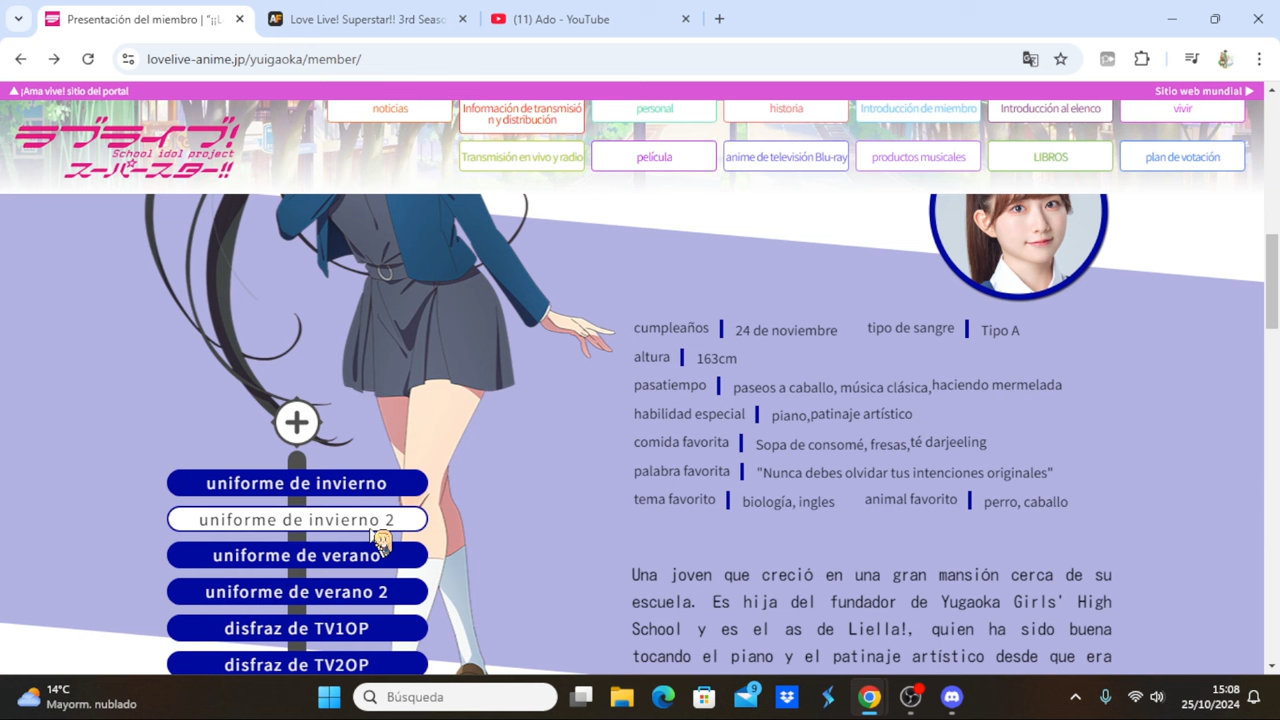 Presentación del miembro | "¡¡L
Love Live! Superstar!! 3rd Seaso
(11) Ado - YouTube
lovelive-anime.jp/yuigaoka/member/
▲ ¡Ama vive! sitio del portal
Sitio web mundial ▶
noticias
Información de transmisió
n y distribución
personal
historia
Introducción de miembro
Introducción al elenco
vivir
ラブライブ!
School idol project
スーパースター!!
Transmisión en vivo y radio
película
anime de televisión Blu-ray
productos musicales
LIBROS
plan de votación
cumpleaños 24 de noviembre tipo de sangre Tipo A
altura 163cm
pasatiempo paseos a caballo, música clásica,haciendo mermelada
habilidad especial piano,patinaje artístico
comida favorita Sopa de consomé, fresas,té darjeeling
palabra favorita "Nunca debes olvidar tus intenciones originales"
tema favorito biología, ingles animal favorito perro, caballo
uniforme de invierno
uniforme de invierno 2
uniforme de verano
uniforme de verano 2
disfraz de TV1OP
disfraz de TV2OP
Una joven que creció en una gran mansión cerca de su
escuela. Es hija del fundador de Yugaoka Girls' High
School y es el as de Liella!, quien ha sido buena
tocando el piano y el patinaje artístico desde que era
14°C
Mayorm. nublado
Búsqueda
9
15:08
25/10/2024